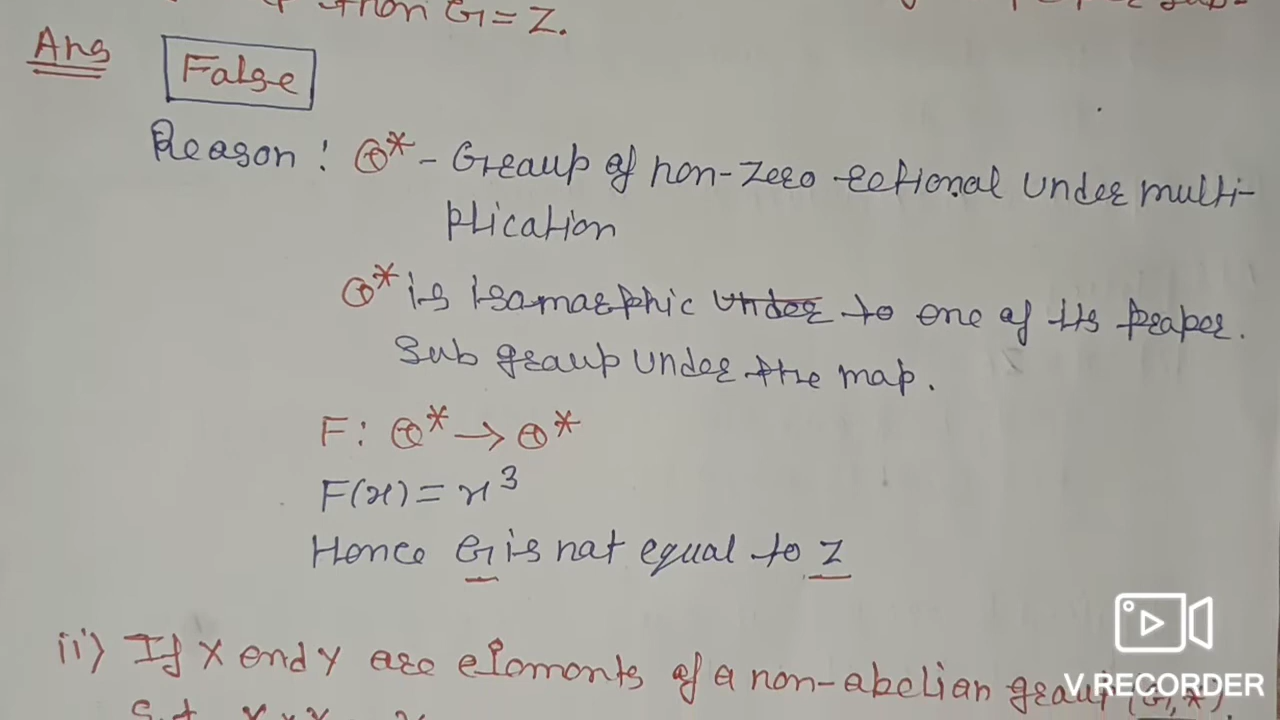 than G = Z.
Ans False
Reason : Q* - Group of non-zero rational under multi-
plication
Q* is isomorphic under to one of its proper.
Sub group under the map.
F: Q* → Q*
F(x) = x³
Hence G is not equal to Z
ii) If x and y are elements of a non-abelian group (G, *)
S.t
V.RECORDER